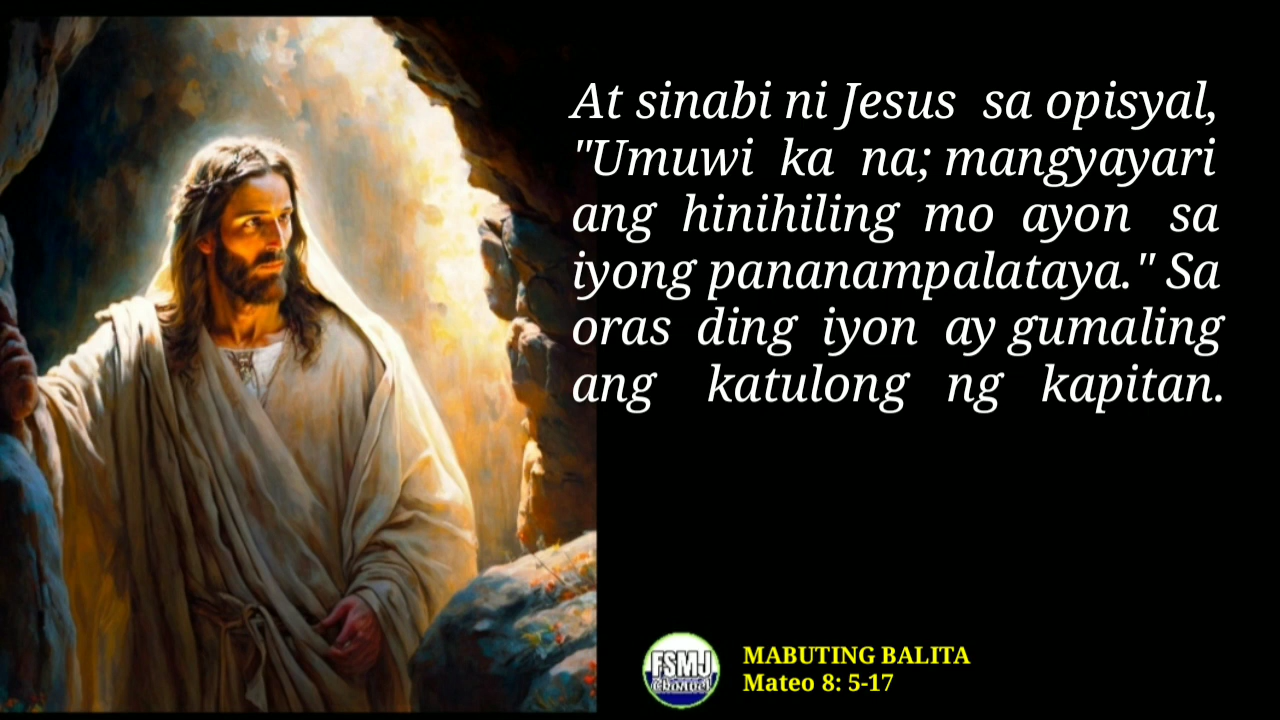 At sinabi ni Jesus sa opisyal,
"Umuwi ka na; mangyayari
ang hinihiling mo ayon sa
iyong pananampalataya." Sa
oras ding iyon ay gumaling
ang katulong ng kapitan.
FSMJ
Channel
MABUTING BALITA
Mateo 8: 5-17